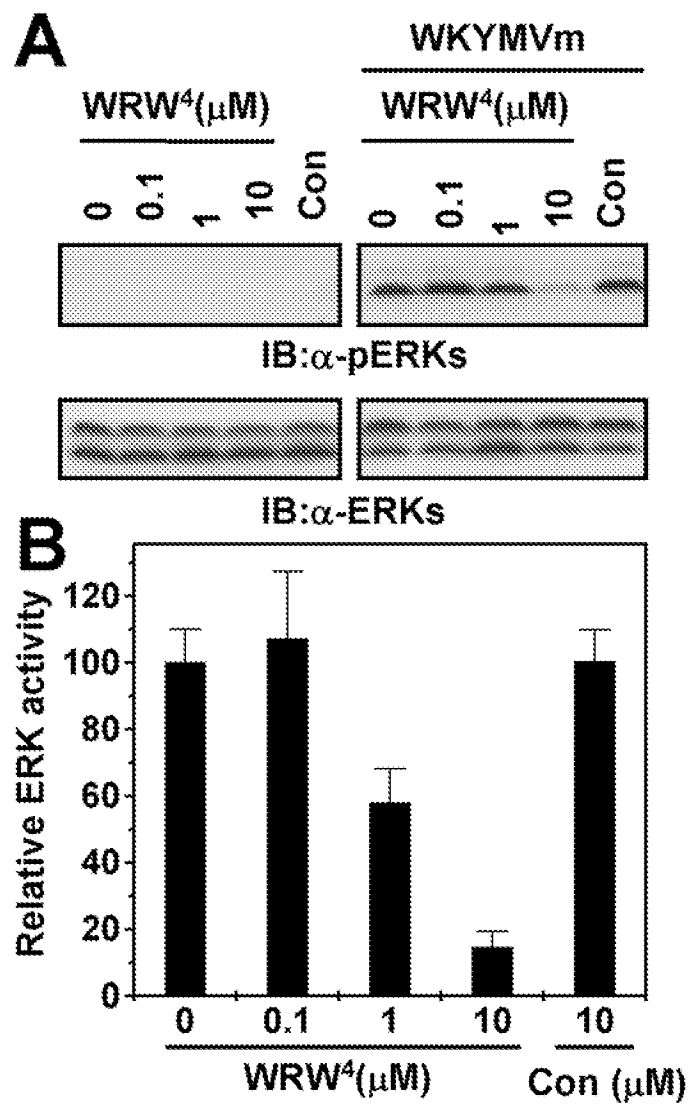 A
WKYMVm
WRW⁴(μM) WRW⁴(μM)
0 0.1 1 10 Con 0 0.1 1 10 Con
IB:α-pERKs
IB:α-ERKs
B
Relative ERK activity
120
100
80
60
40
20
0
0 0.1 1 10 10
WRW⁴(μM) Con (μM)